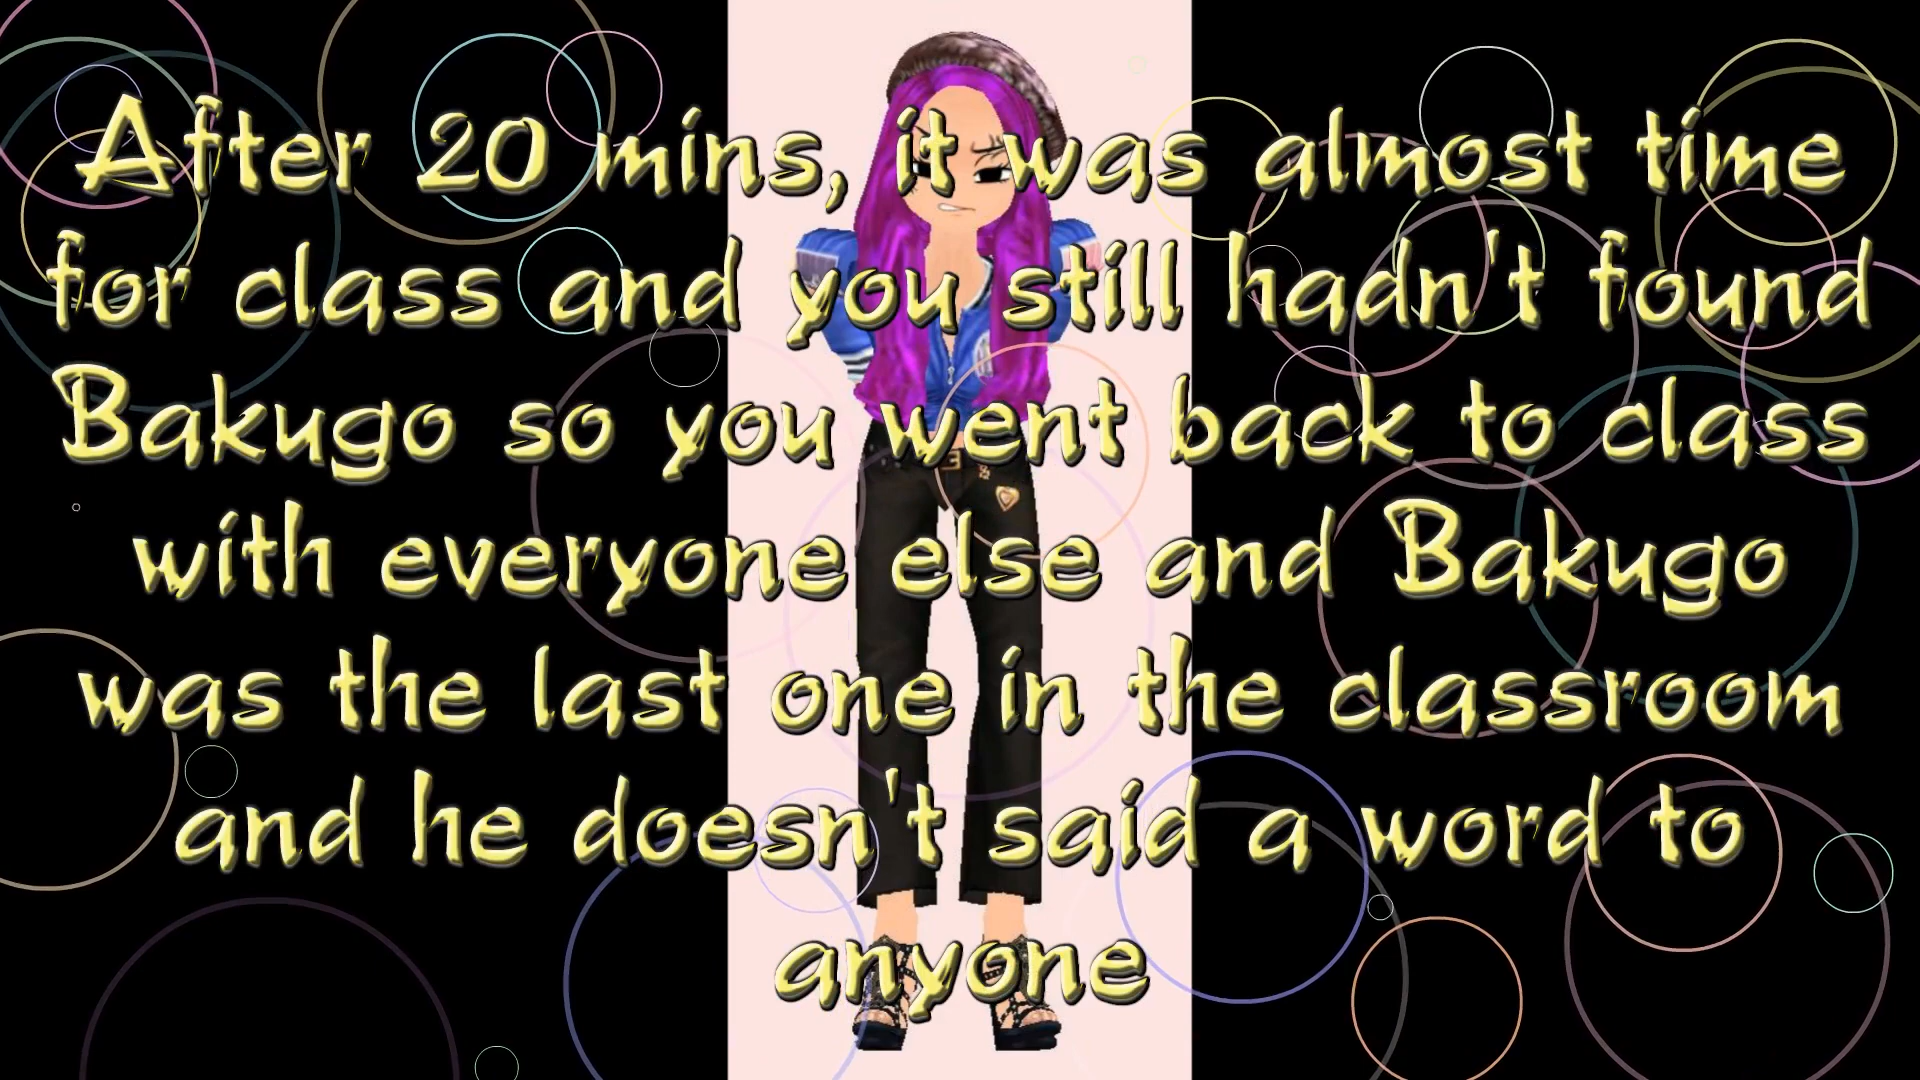 After 20 mins, it was almost time
for class and you still hadn't found
Bakugo so you went back to class
with everyone else and Bakugo
was the last one in the classroom
and he doesn't said a word to
anyone